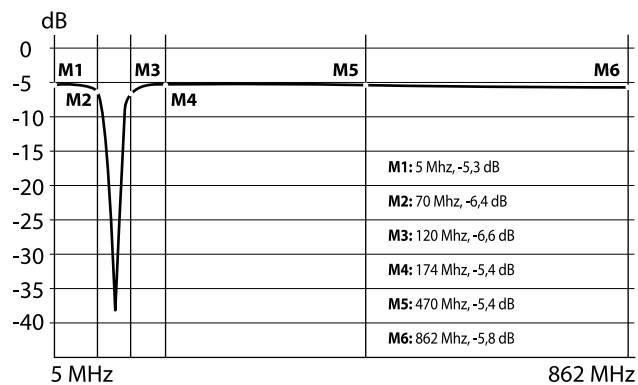 dB
0
-5
-10
-15
-20
-25
-30
-35
-40
M1
M2
M3
M4
M5
M6
M1: 5 Mhz, -5,3 dB
M2: 70 Mhz, -6,4 dB
M3: 120 Mhz, -6,6 dB
M4: 174 Mhz, -5,4 dB
M5: 470 Mhz, -5,4 dB
M6: 862 Mhz, -5,8 dB
5 MHz
862 MHz